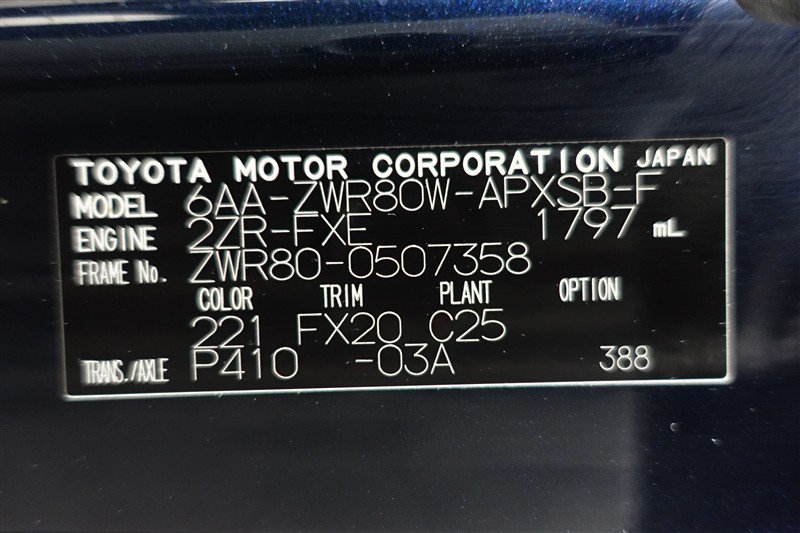 TOYOTA MOTOR CORPORATION JAPAN
MODEL 6AA-ZWR80W-APXSB-F
ENGINE 2ZR-FXE 1797 mL
FRAME No. ZWR80-0507358
COLOR TRIM PLANT OPTION
221 FX20 C25
TRANS./AXLE P410 -03A 388